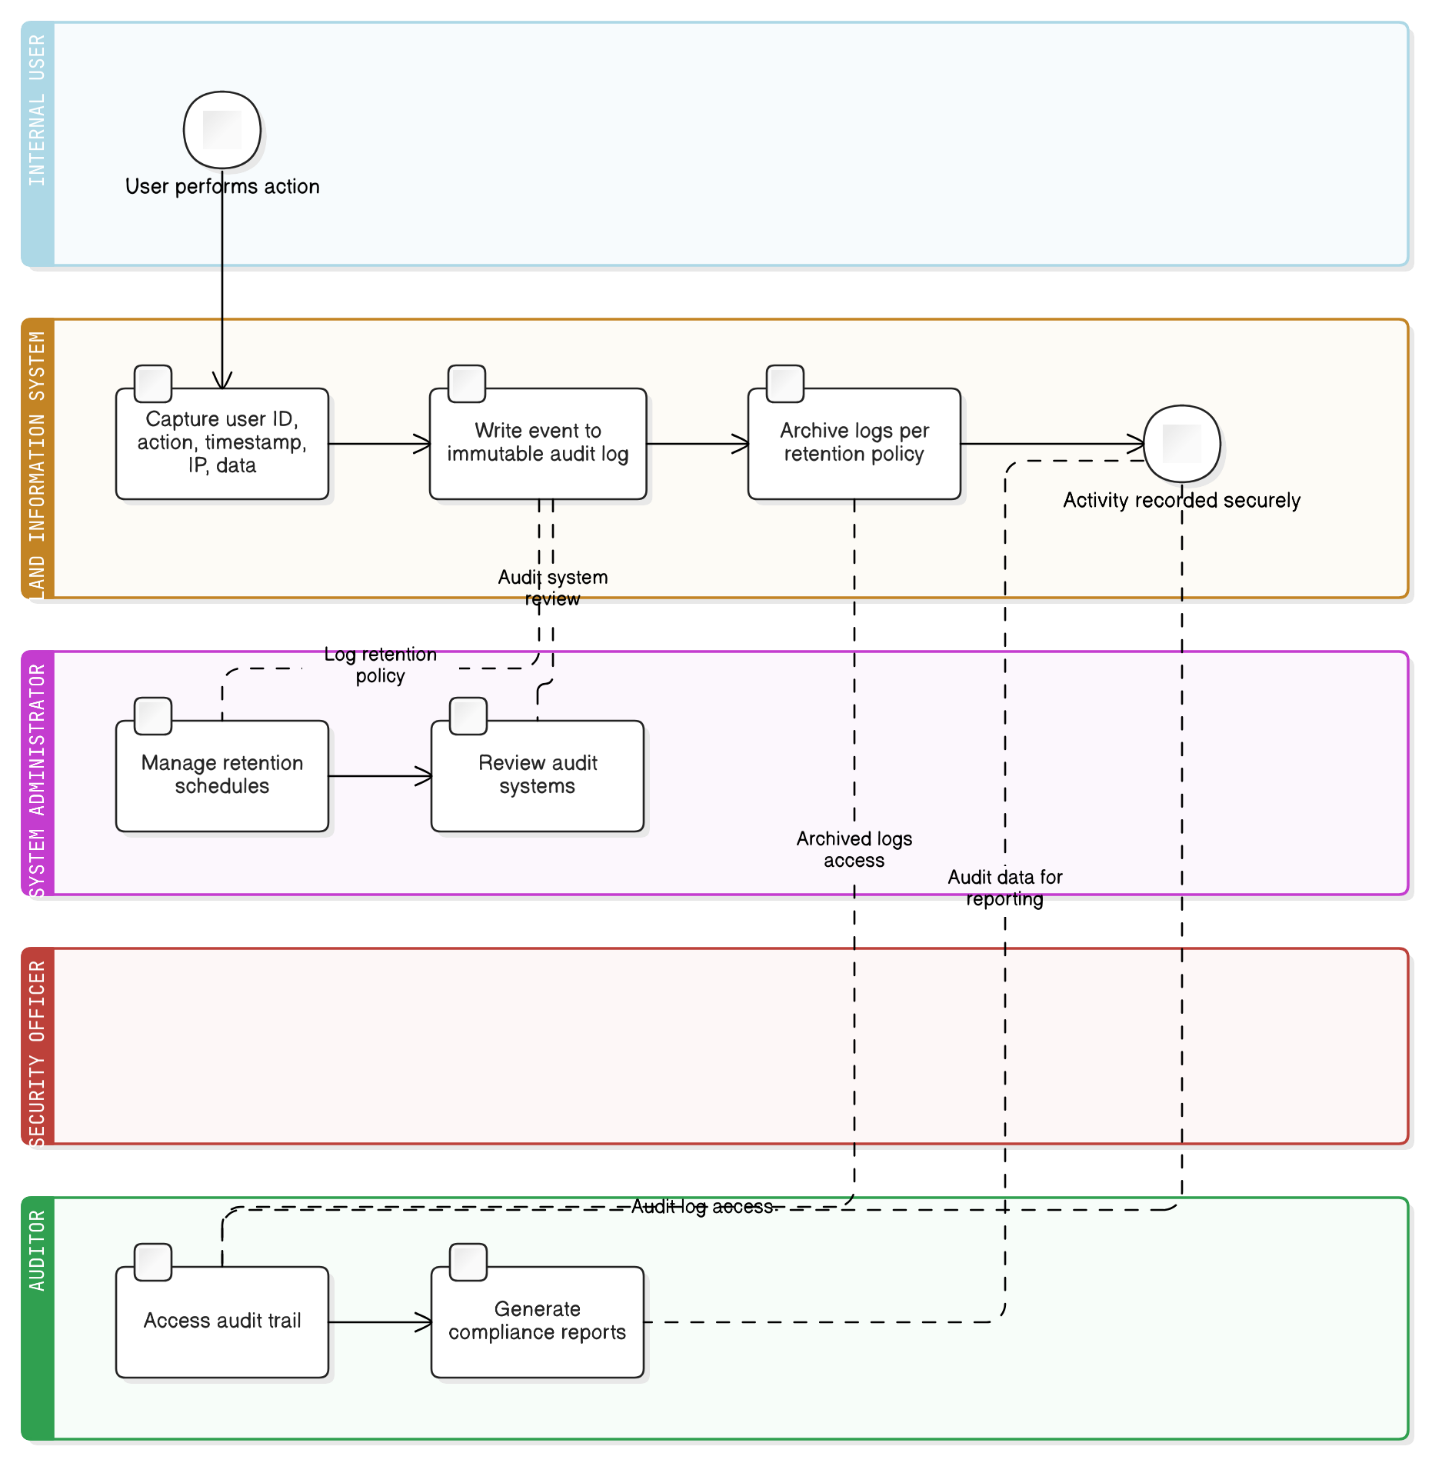 INTERNAL USER
User performs action
LAND INFORMATION SYSTEM
Capture user ID,
action, timestamp,
IP, data
Write event to
immutable audit log
Archive logs per
retention policy
Activity recorded securely
Audit system
review
SYSTEM ADMINISTRATOR
Log retention
policy
Manage retention
schedules
Review audit
systems
Archived logs
access
Audit data for
reporting
SECURITY OFFICER
AUDITOR
Audit log access
Access audit trail
Generate
compliance reports